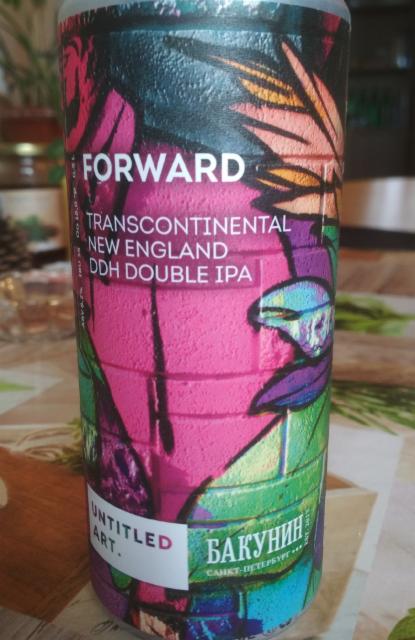 FORWARD
TRANSCONTINENTAL
NEW ENGLAND
DDH DOUBLE IPA
UNTITLED
ART.
БАКУНИН
САНКТ-ПЕТЕРБУРГ